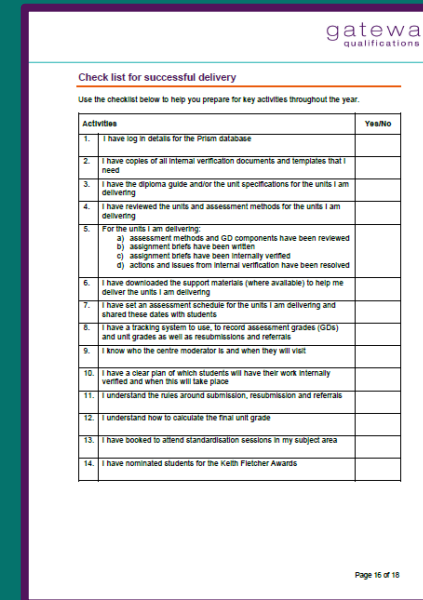 gatewa
qualifications
Check list for successful delivery
Use the checklist below to help you prepare for key activities throughout the year.
Activities Yes/No
1. I have log in details for the Prism database
2. I have copies of all internal verification documents and templates that I
need
3. I have the diploma guide and/or the unit specifications for the units I am
delivering
4. I have reviewed the units and assessment methods for the units I am
delivering
5. For the units I am delivering:
a) assessment methods and GD components have been reviewed
b) assignment briefs have been written
c) assignment briefs have been internally verified
d) actions and issues from internal verification have been resolved
6. I have downloaded the support materials (where available) to help me
deliver the units I am delivering
7. I have set an assessment schedule for the units I am delivering and
shared these dates with students
8. I have a tracking system to use, to record assessment grades (GDs)
and unit grades as well as resubmissions and referrals
9. I know who the centre moderator is and when they will visit
10. I have a clear plan of which students will have their work internally
verified and when this will take place
11. I understand the rules around submission, resubmission and referrals
12. I understand how to calculate the final unit grade
13. I have booked to attend standardisation sessions in my subject area
14. I have nominated students for the Keith Fletcher Awards
Page 16 of 18